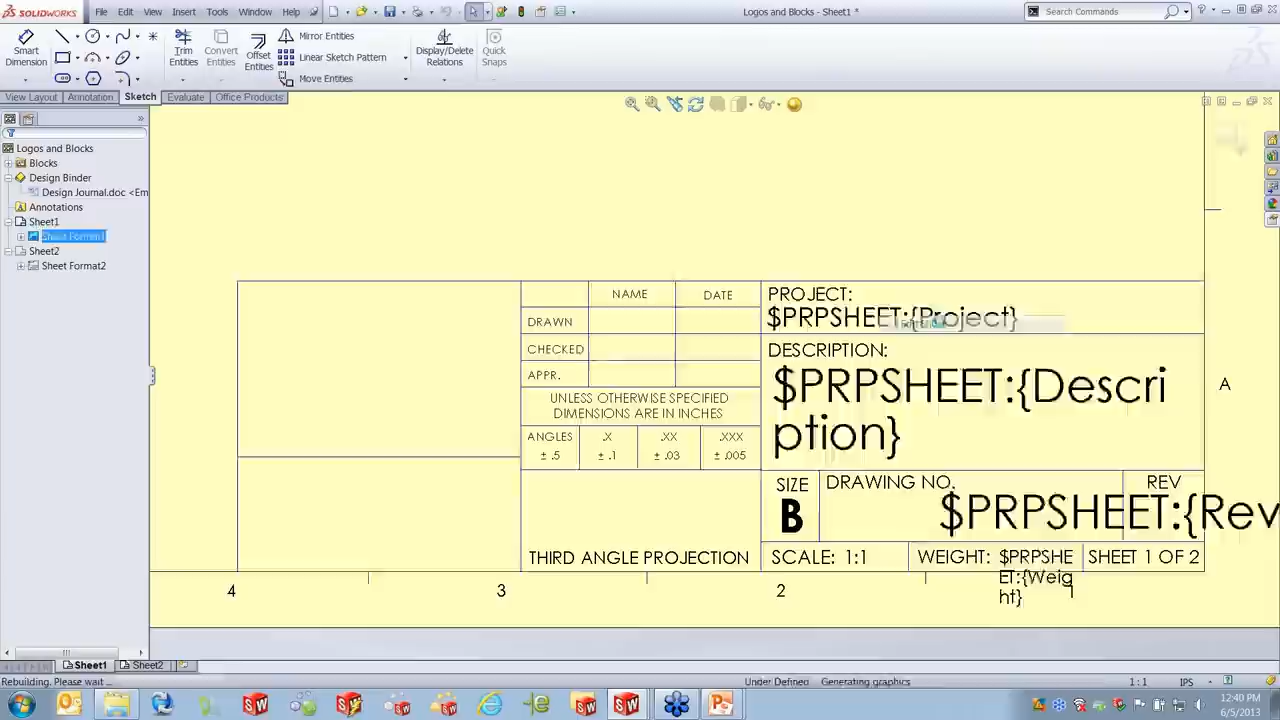 SOLIDWORKS File Edit View Insert Tools Window Help Logos and Blocks - Sheet1 * Search Commands
Smart Dimension
Trim Entities
Convert Entities
Offset Entities
Mirror Entities
Linear Sketch Pattern
Move Entities
Display/Delete Relations
Quick Snaps
View Layout Annotation Sketch Evaluate Office Products
Logos and Blocks
Blocks
Design Binder
Design Journal.doc <Em
Annotations
Sheet1
Sheet Format1
Sheet2
Sheet Format2
NAME DATE
DRAWN
CHECKED
APPR.
UNLESS OTHERWISE SPECIFIED
DIMENSIONS ARE IN INCHES
ANGLES .X .XX .XXX
± .5 ± .1 ± .03 ± .005
THIRD ANGLE PROJECTION
PROJECT:
$PRPSHEET:{Project}
DESCRIPTION:
$PRPSHEET:{Descri
ption}
SIZE
B
DRAWING NO.
REV
$PRPSHEET:{Rev
SCALE: 1:1
WEIGHT:
$PRPSHE
ET:{Weig
ht}
SHEET 1 OF 2
A
4 3 2 1
Sheet1 Sheet2
Rebuilding. Please wait... Under Defined Generating graphics 1 : 1 IPS
12:40 PM
6/5/2013